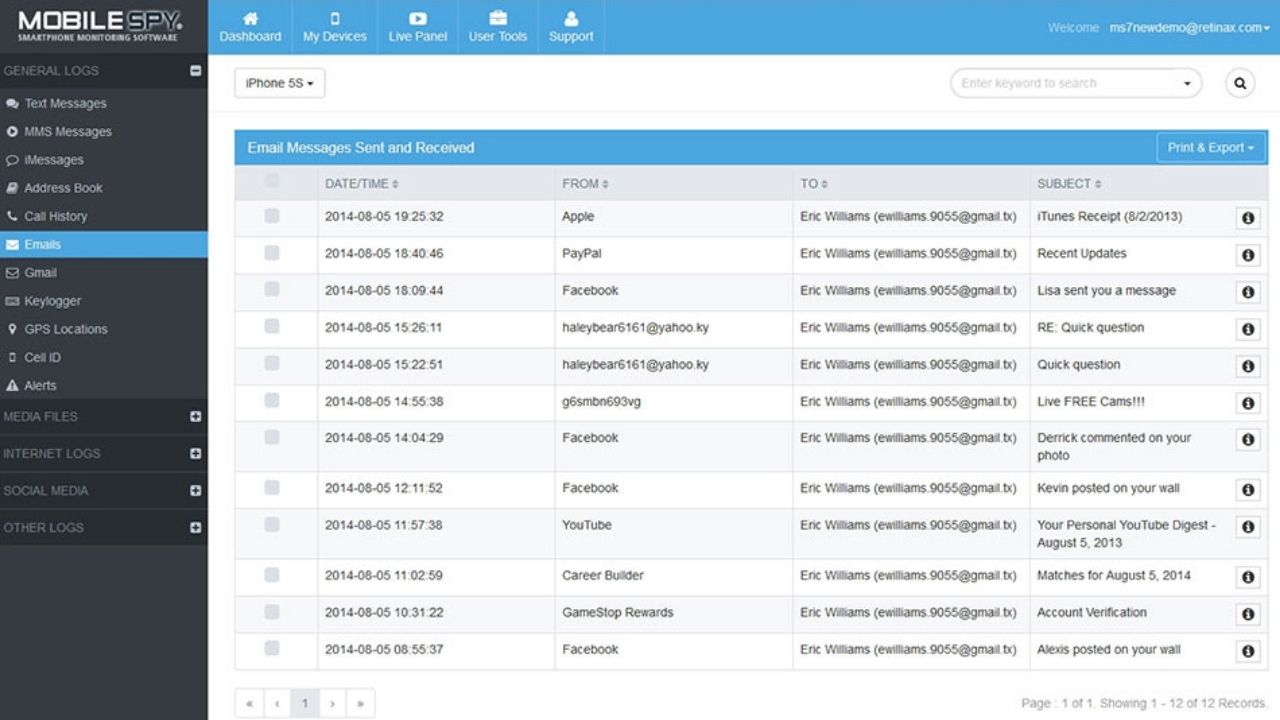 MOBILE SPY.
SMARTPHONE MONITORING SOFTWARE
Dashboard My Devices Live Panel User Tools Support
Welcome ms7newdemo@retinax.com
GENERAL LOGS
Text Messages
MMS Messages
iMessages
Address Book
Call History
Emails
Gmail
Keylogger
GPS Locations
Cell ID
Alerts
MEDIA FILES
INTERNET LOGS
SOCIAL MEDIA
OTHER LOGS
iPhone 5S
Enter keyword to search
Email Messages Sent and Received Print & Export
DATE/TIME FROM TO SUBJECT
2014-08-05 19:25:32 Apple Eric Williams (ewilliams.9055@gmail.tx) iTunes Receipt (8/2/2013)
2014-08-05 18:40:46 PayPal Eric Williams (ewilliams.9055@gmail.tx) Recent Updates
2014-08-05 18:09:44 Facebook Eric Williams (ewilliams.9055@gmail.tx) Lisa sent you a message
2014-08-05 15:26:11 haleybear6161@yahoo.ky Eric Williams (ewilliams.9055@gmail.tx) RE: Quick question
2014-08-05 15:22:51 haleybear6161@yahoo.ky Eric Williams (ewilliams.9055@gmail.tx) Quick question
2014-08-05 14:55:38 g6smbn693vg Eric Williams (ewilliams.9055@gmail.tx) Live FREE Cams!!!
2014-08-05 14:04:29 Facebook Eric Williams (ewilliams.9055@gmail.tx) Derrick commented on your
photo
2014-08-05 12:11:52 Facebook Eric Williams (ewilliams.9055@gmail.tx) Kevin posted on your wall
2014-08-05 11:57:38 YouTube Eric Williams (ewilliams.9055@gmail.tx) Your Personal YouTube Digest -
August 5, 2013
2014-08-05 11:02:59 Career Builder Eric Williams (ewilliams.9055@gmail.tx) Matches for August 5, 2014
2014-08-05 10:31:22 GameStop Rewards Eric Williams (ewilliams.9055@gmail.tx) Account Verification
2014-08-05 08:55:37 Facebook Eric Williams (ewilliams.9055@gmail.tx) Alexis posted on your wall
« ‹ 1 › »
Page : 1 of 1. Showing 1 - 12 of 12 Records.